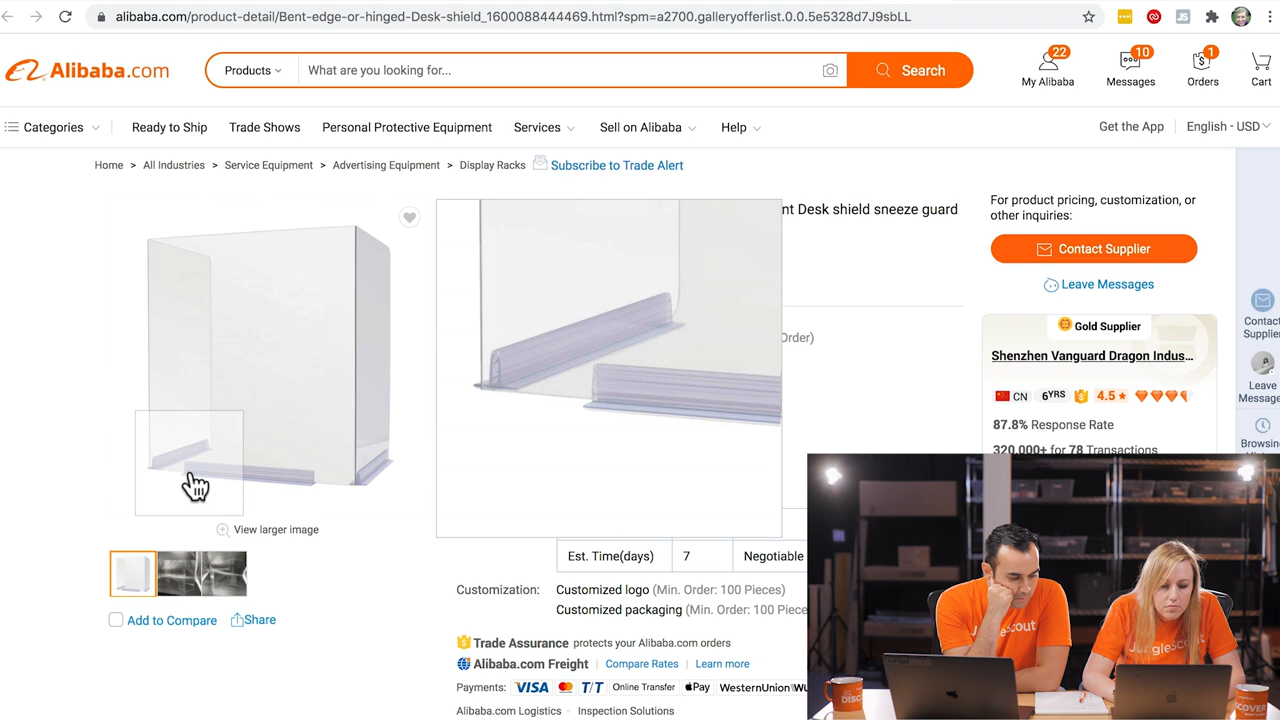 alibaba.com/product-detail/Bent-edge-or-hinged-Desk-shield_1600088444469.html?spm=a2700.galleryofferlist.0.0.5e5328d7J9sbLL
JS
Alibaba.com
Products
What are you looking for...
Search
22
My Alibaba
10
Messages
1
Orders
Cart
Categories
Ready to Ship
Trade Shows
Personal Protective Equipment
Services
Sell on Alibaba
Help
Get the App
English - USD
Home > All Industries > Service Equipment > Advertising Equipment > Display Racks
Subscribe to Trade Alert
nt Desk shield sneeze guard
Order)
View larger image
Add to Compare
Share
Est. Time(days) 7 Negotiable
Customization: Customized logo (Min. Order: 100 Pieces)
Customized packaging (Min. Order: 100 Piece
Trade Assurance protects your Alibaba.com orders
Alibaba.com Freight | Compare Rates | Learn more
Payments: VISA T/T Online Transfer Pay WesternUnion Wu
Alibaba.com Logistics Inspection Solutions
For product pricing, customization, or
other inquiries:
Contact Supplier
Leave Messages
Gold Supplier
Shenzhen Vanguard Dragon Indus...
CN 6YRS $ 4.5
87.8% Response Rate
320,000+ for 78 Transactions
Contact
Supplie
Leave
Message
Browsin
JungleScout
DISC
COVER